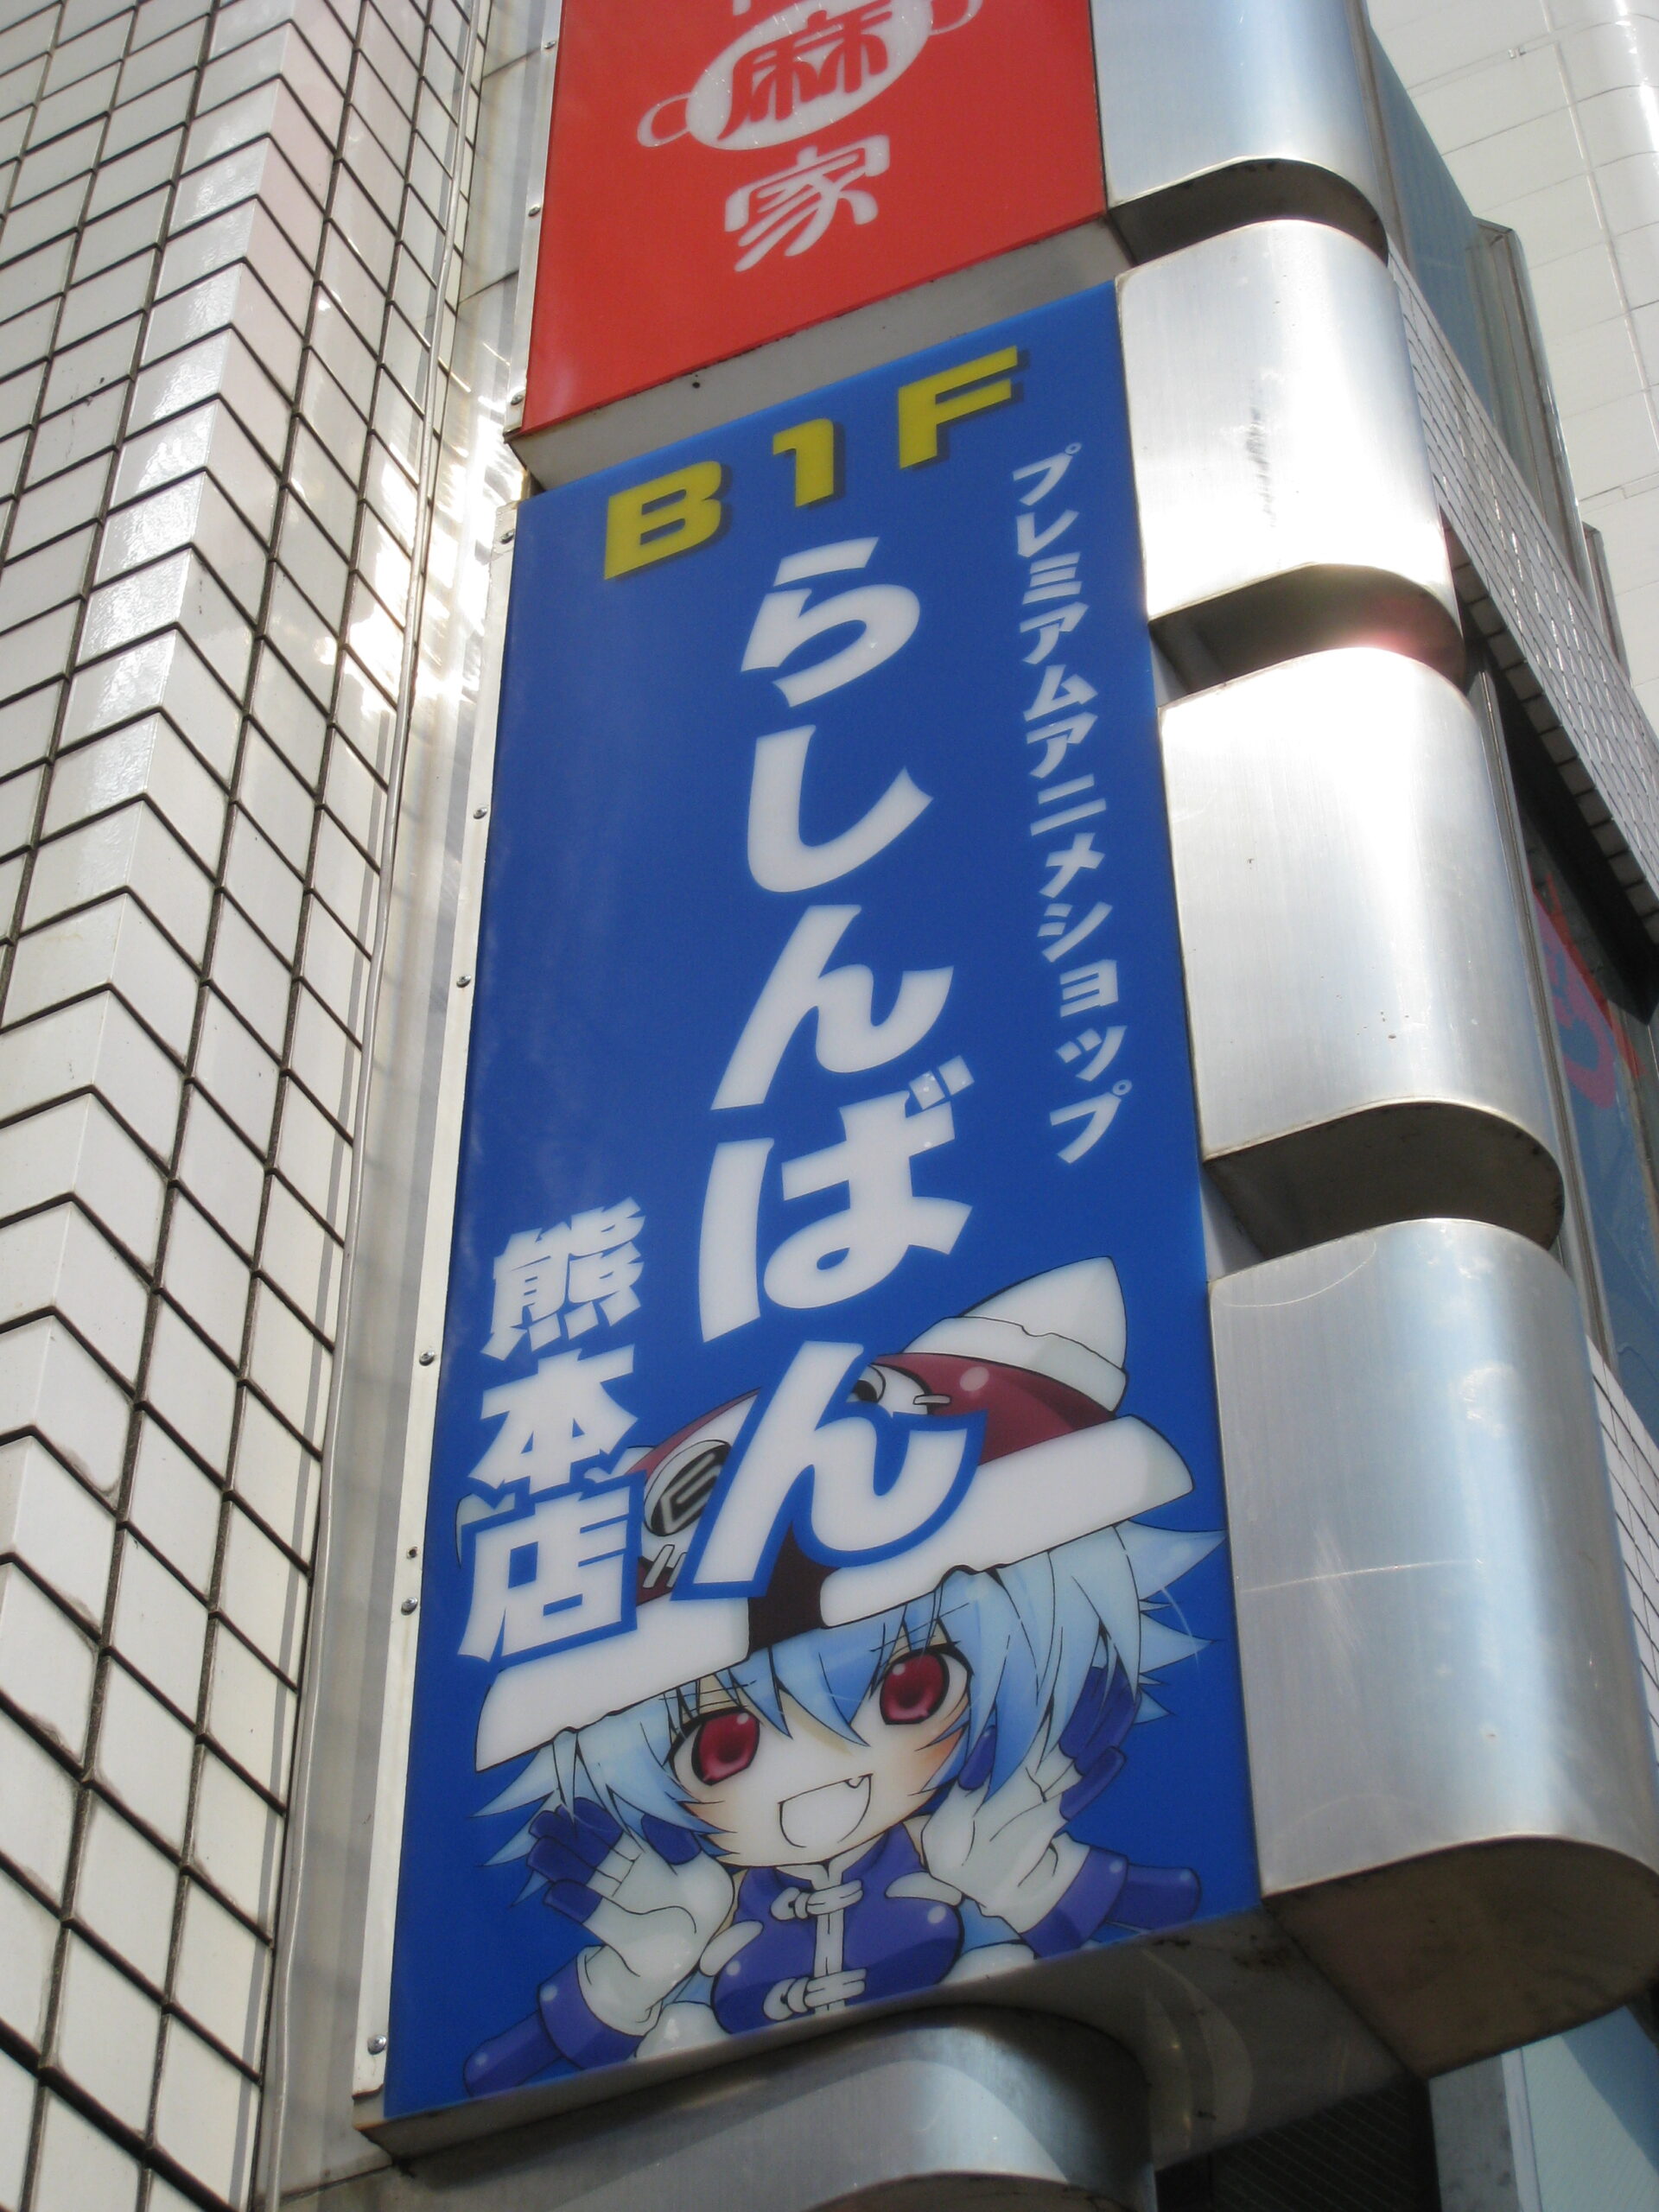 麻
家
B1F
プレミアムアニメショップ
らしんばん
熊本店